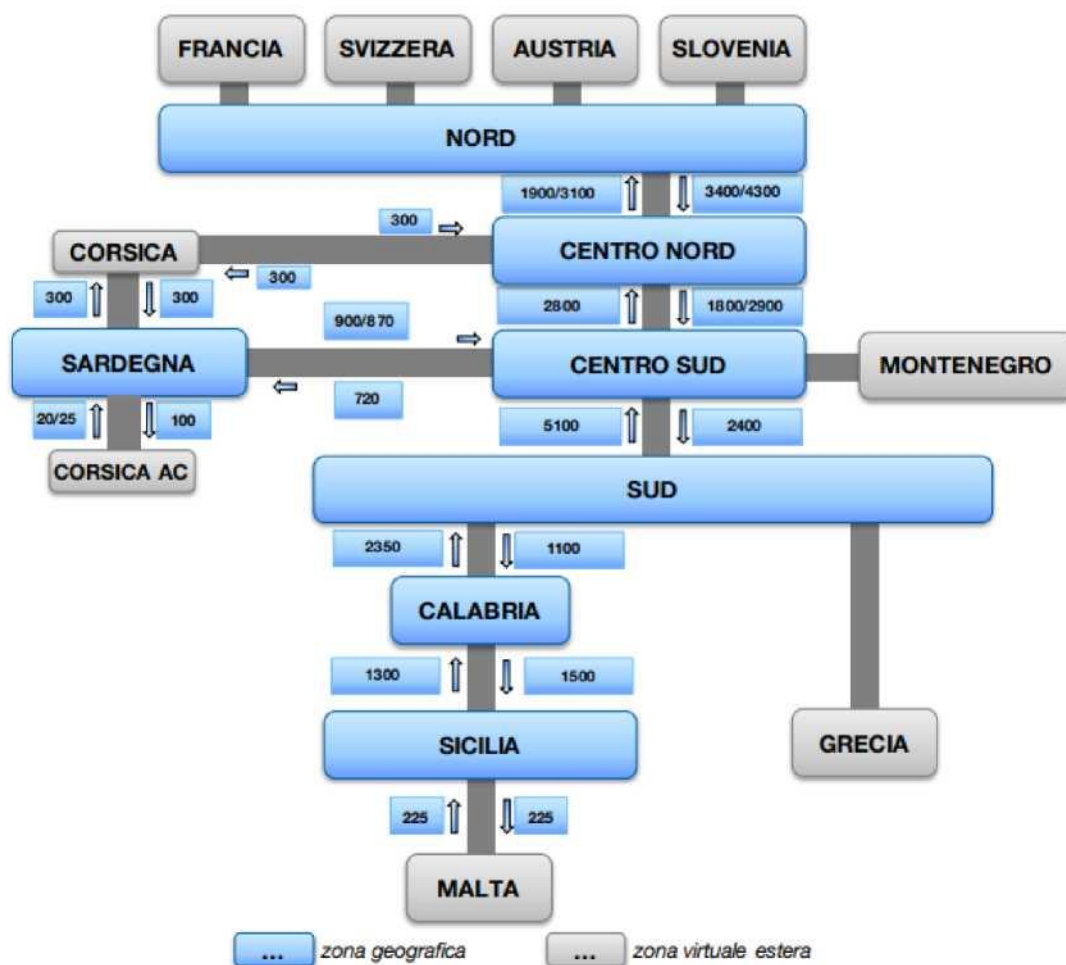 FRANCIA SVIZZERA AUSTRIA SLOVENIA
NORD
1900/3100 3400/4300
300
CORSICA CENTRO NORD
300
300 300 2800 1800/2900
900/870
SARDEGNA CENTRO SUD MONTENEGRO
720
20/25 100 5100 2400
CORSICA AC
SUD
2350 1100
CALABRIA
1300 1500
SICILIA GRECIA
225 225
MALTA
... zona geografica ... zona virtuale estera